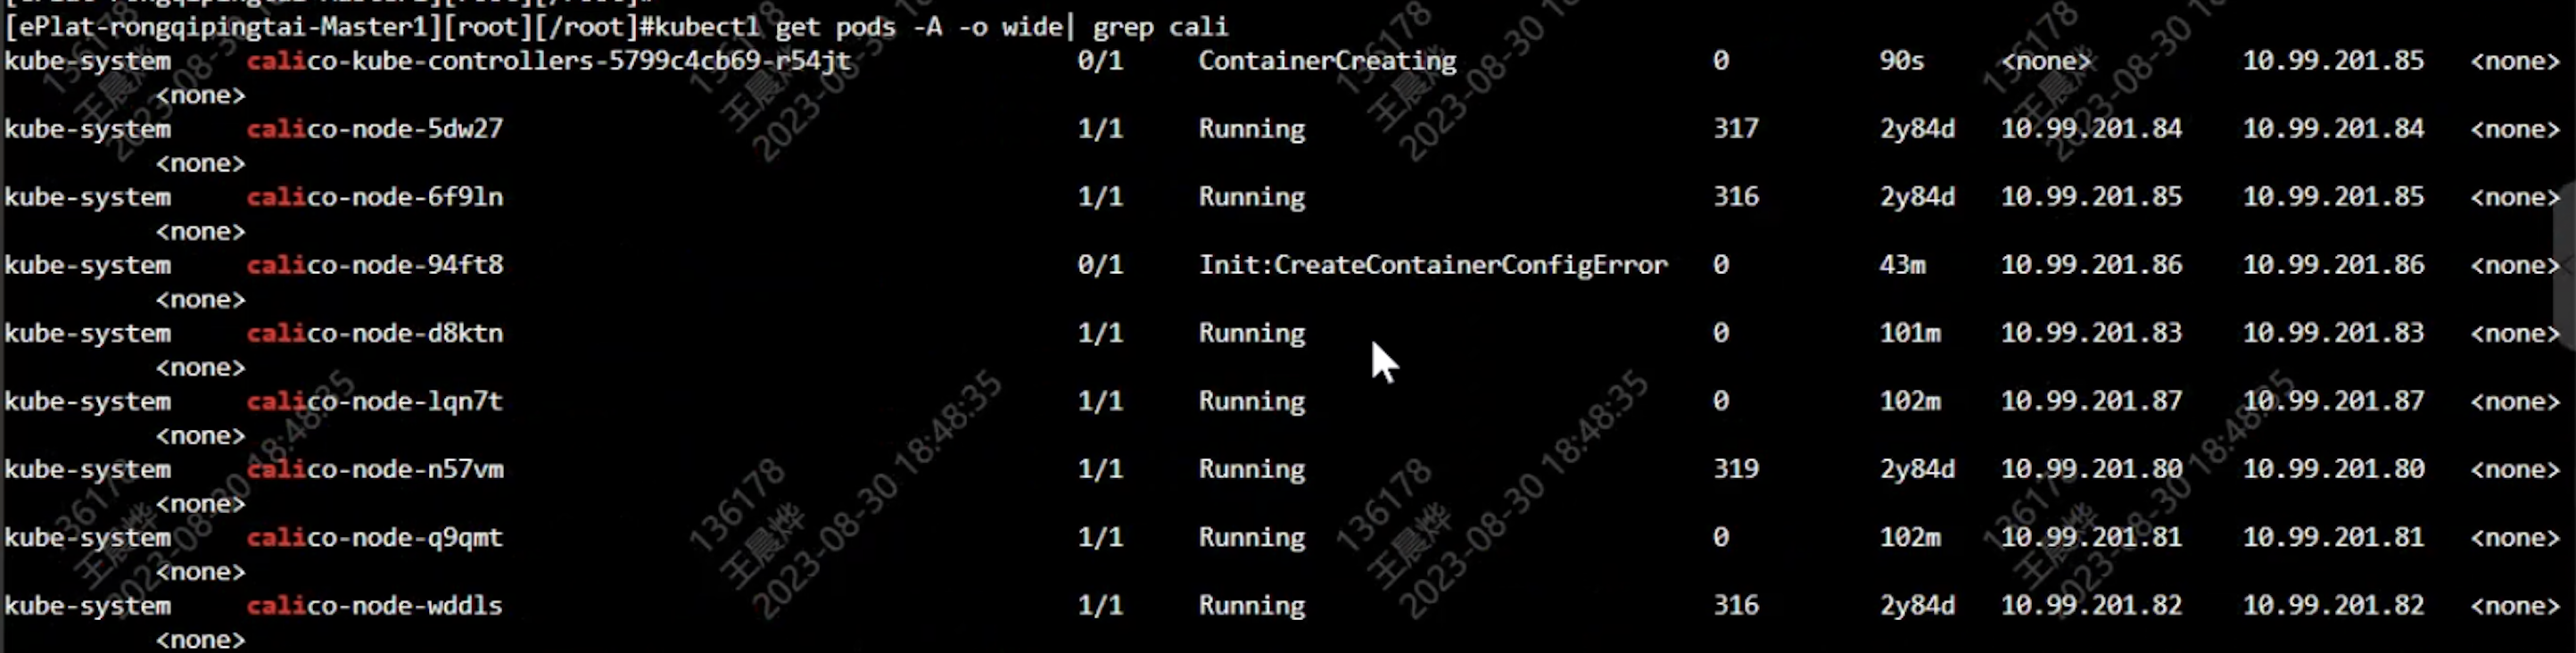 [ePlat-rongqipingtai-Master1][root][/root]#kubectl get pods -A -o wide| grep cali
kube-system calico-kube-controllers-5799c4cb69-r54jt 0/1 ContainerCreating 0 90s <none> 10.99.201.85 <none>
<none>
kube-system calico-node-5dw27 1/1 Running 317 2y84d 10.99.201.84 10.99.201.84 <none>
<none>
kube-system calico-node-6f9ln 1/1 Running 316 2y84d 10.99.201.85 10.99.201.85 <none>
<none>
kube-system calico-node-94ft8 0/1 Init:CreateContainerConfigError 0 43m 10.99.201.86 10.99.201.86 <none>
<none>
kube-system calico-node-d8ktn 1/1 Running 0 101m 10.99.201.83 10.99.201.83 <none>
<none>
kube-system calico-node-lqn7t 1/1 Running 0 102m 10.99.201.87 10.99.201.87 <none>
<none>
kube-system calico-node-n57vm 1/1 Running 319 2y84d 10.99.201.80 10.99.201.80 <none>
<none>
kube-system calico-node-q9qmt 1/1 Running 0 102m 10.99.201.81 10.99.201.81 <none>
<none>
kube-system calico-node-wddls 1/1 Running 316 2y84d 10.99.201.82 10.99.201.82 <none>
<none>
136178
王晨烨
2023-08-30 18:48:35